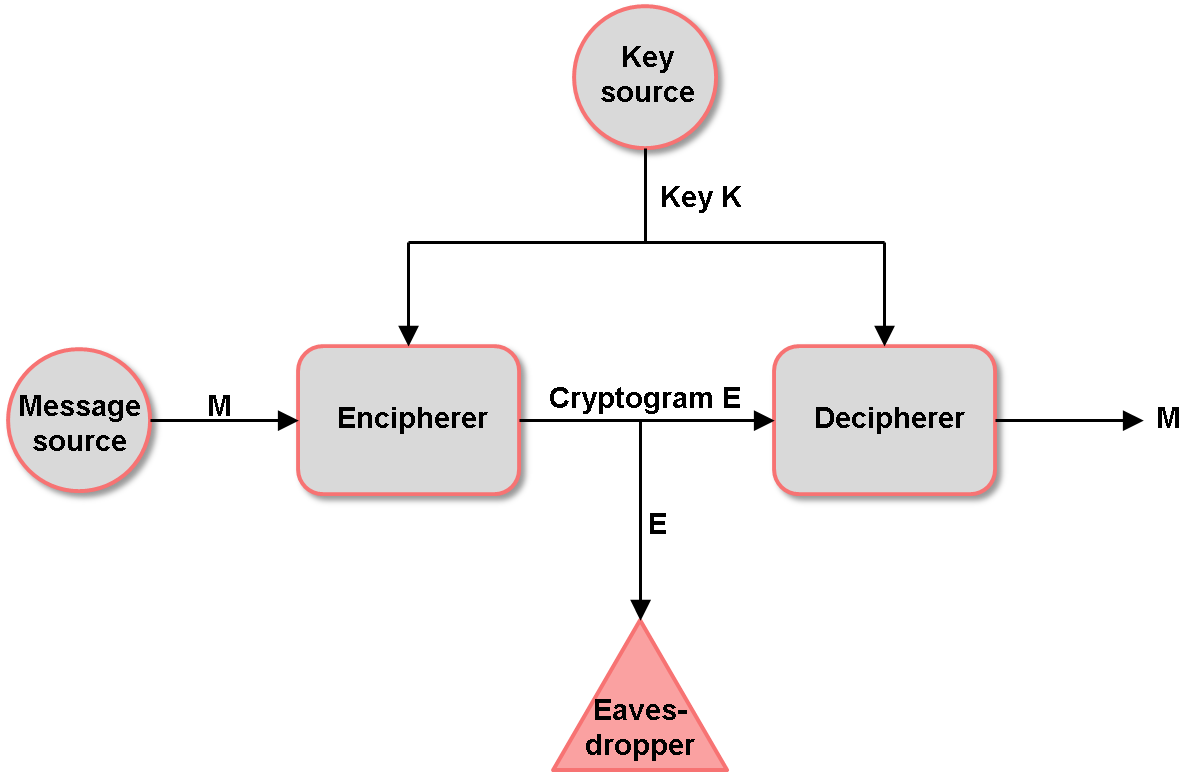 Key
source
Key K
Message
source
M
Encipherer
Cryptogram E
Decipherer
M
E
Eaves-
dropper